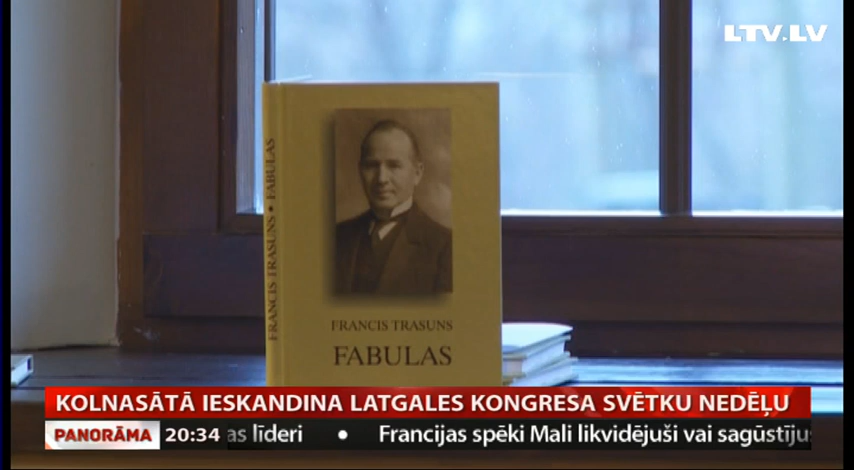 LTV.LV
FRANCIS TRASUNS • FABULAS
FRANCIS TRASUNS
FABULAS
KOLNASĀTĀ IESKANDINA LATGALES KONGRESA SVĒTKU NEDĒĻU
PANORĀMA 20:34 as līderi • Francijas spēki Mali likvidējuši vai sagūstīju